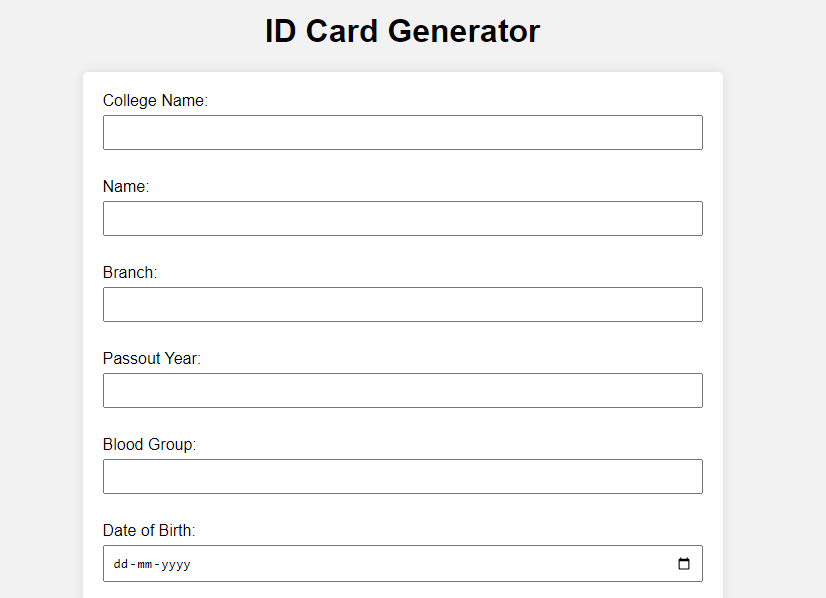 ID Card Generator
College Name:
Name:
Branch:
Passout Year:
Blood Group:
Date of Birth:
dd-mm-yyyy